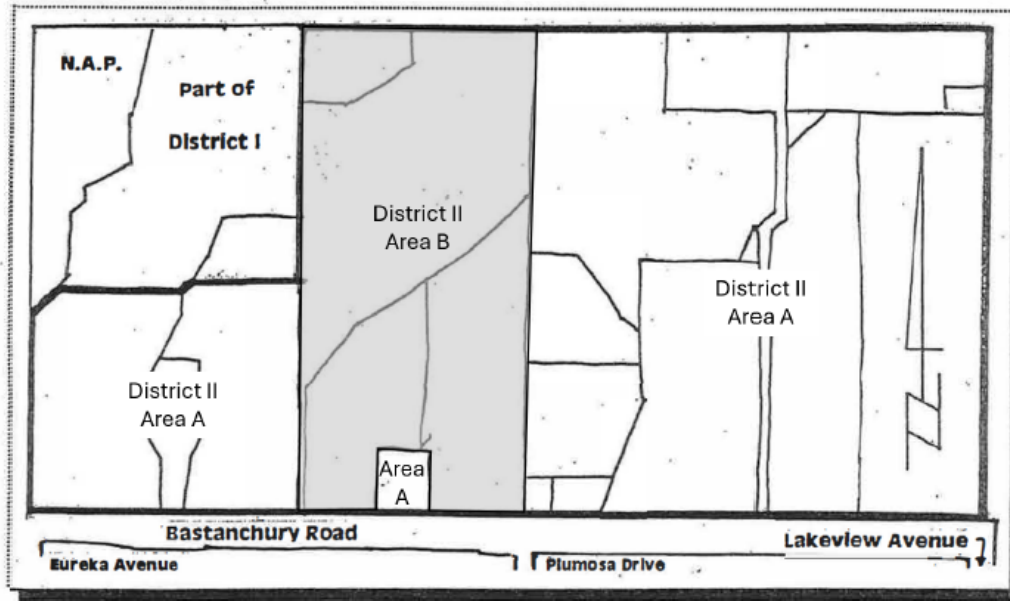 N.A.P.
Part of
District I
District II
Area B
District II
Area A
District II
Area A
Area
A
Bastanchury Road
Lakeview Avenue
Eureka Avenue
Plumosa Drive